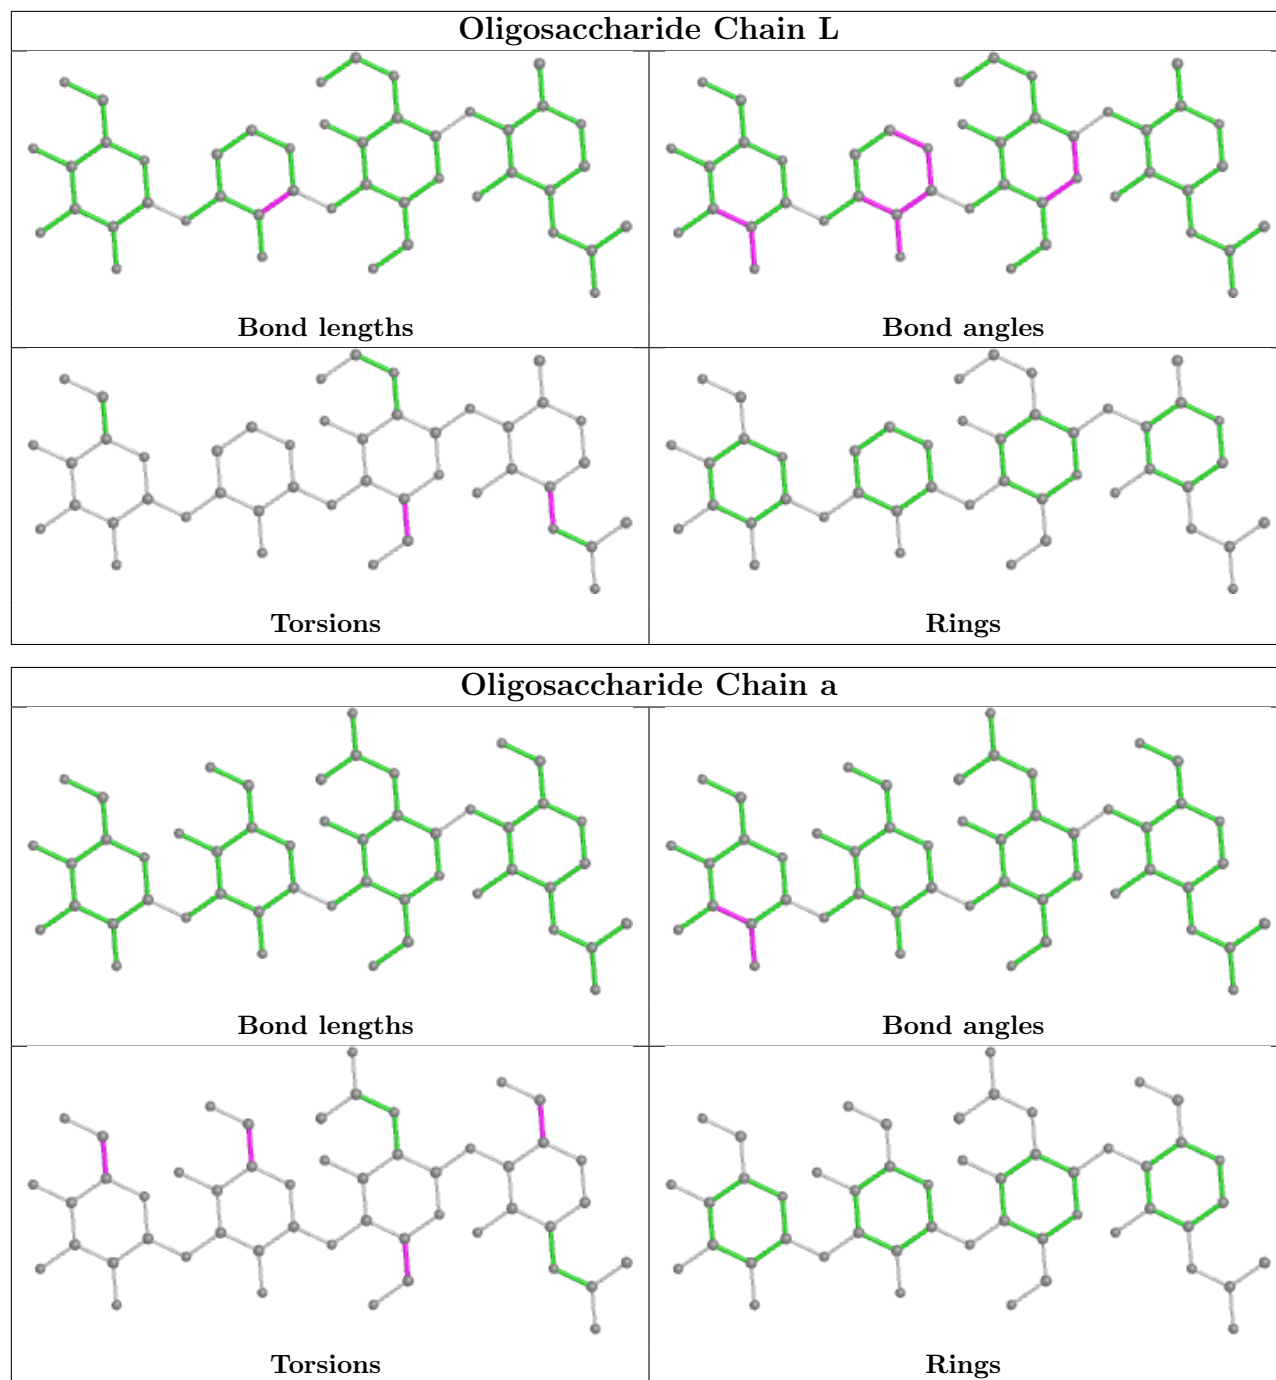 Oligosaccharide Chain L
Bond lengths
Bond angles
Torsions
Rings
Oligosaccharide Chain a
Bond lengths
Bond angles
Torsions
Rings